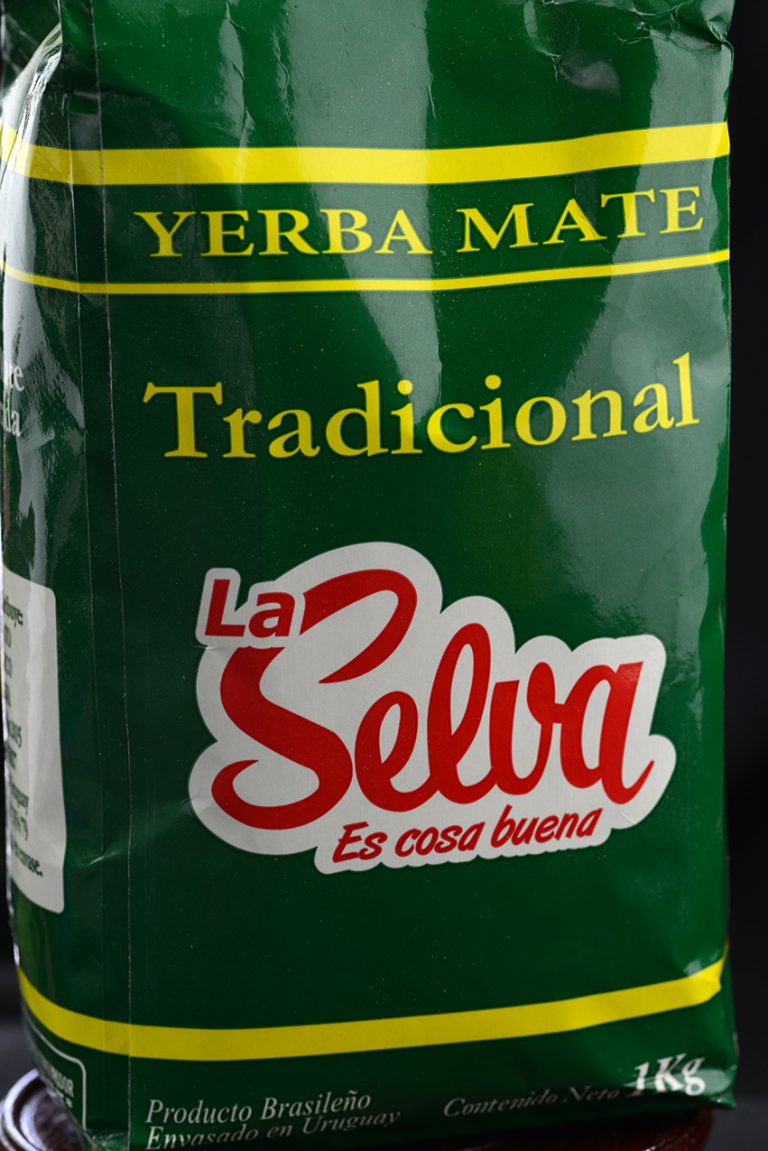 YERBA MATE
Tradicional
La
Selva
Es cosa buena
Producto Brasileño
Envasado en Uruguay
Contenido Neto 1Kg